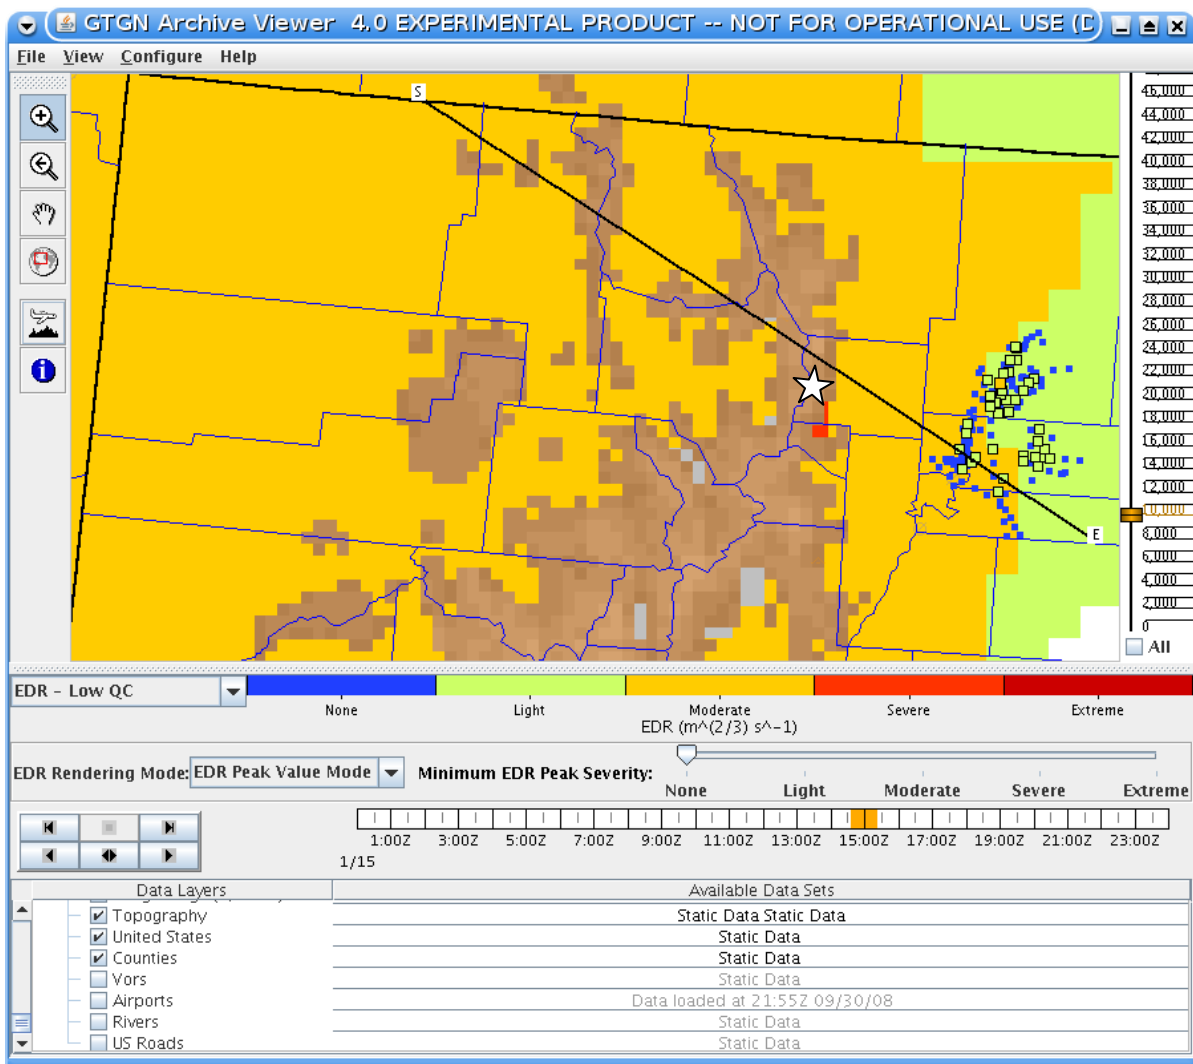 GTGN Archive Viewer 4.0 EXPERIMENTAL PRODUCT -- NOT FOR OPERATIONAL USE (D
File View Configure Help
S
E
46,000
44,000
42,000
40,000
38,000
36,000
34,000
32,000
30,000
28,000
26,000
24,000
22,000
20,000
18,000
16,000
14,000
12,000
10,000
8,000
6,000
4,000
2,000
0
All
EDR - Low QC
None Light Moderate Severe Extreme
EDR (m^(2/3) s^-1)
EDR Rendering Mode: EDR Peak Value Mode Minimum EDR Peak Severity:
None Light Moderate Severe Extreme
1:00Z 3:00Z 5:00Z 7:00Z 9:00Z 11:00Z 13:00Z 15:00Z 17:00Z 19:00Z 21:00Z 23:00Z
1/15
Data Layers Available Data Sets
Topography Static Data Static Data
United States Static Data
Counties Static Data
Vors Static Data
Airports Data loaded at 21:55Z 09/30/08
Rivers Static Data
US Roads Static Data